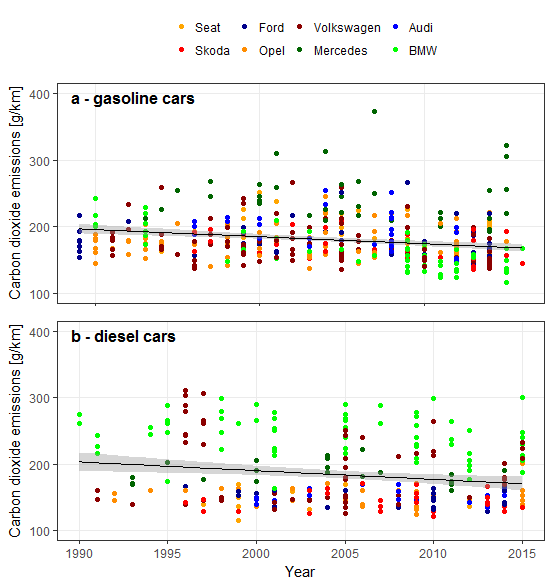 Seat Ford Volkswagen Audi
Skoda Opel Mercedes BMW
a - gasoline cars
Carbon dioxide emissions [g/km]
400
300
200
100
b - diesel cars
Carbon dioxide emissions [g/km]
400
300
200
100
1990 1995 2000 2005 2010 2015
Year